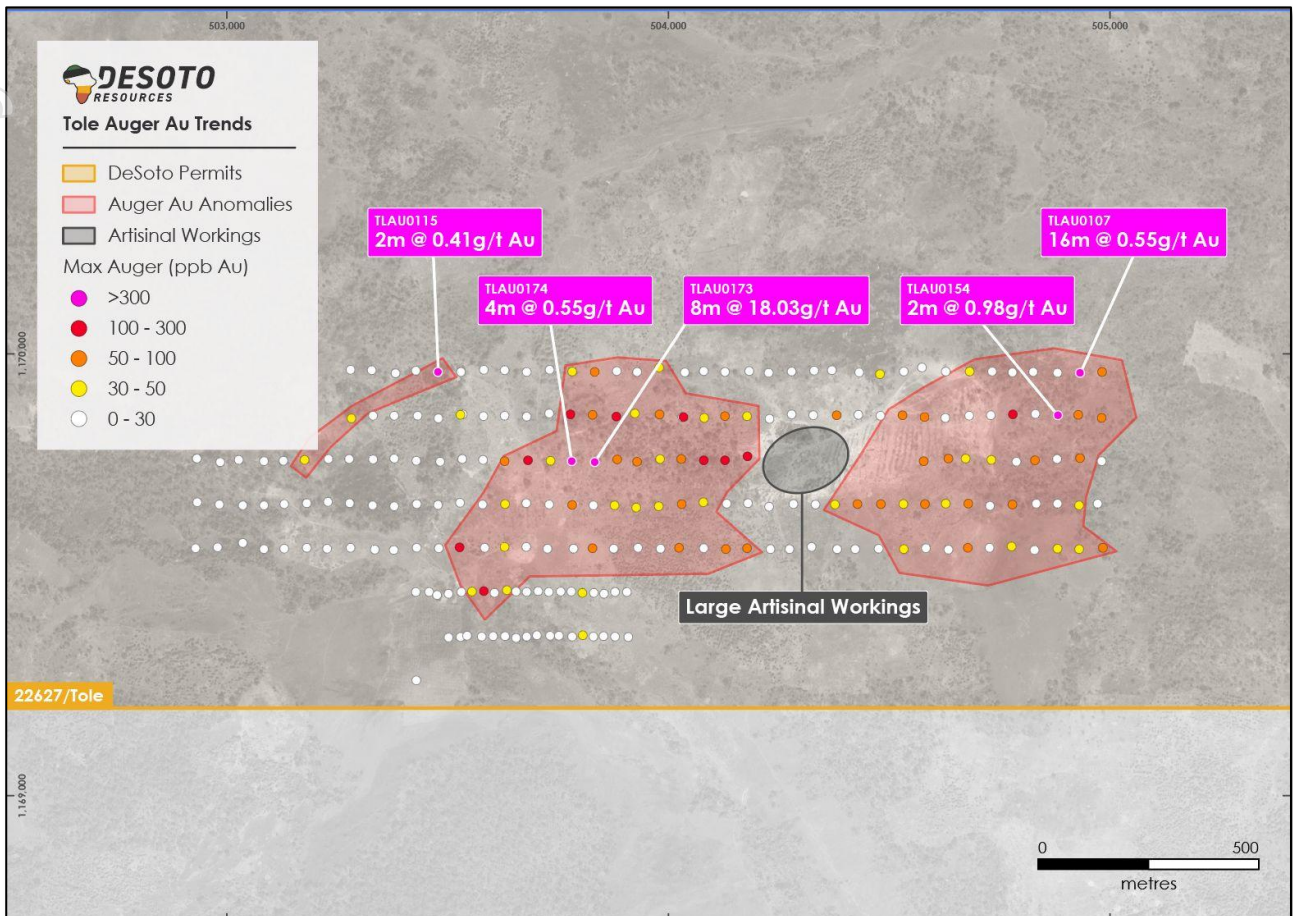 503,000
504,000
505,000
DESOTO
RESOURCES
Tole Auger Au Trends
DeSoto Permits
Auger Au Anomalies
Artisinal Workings
Max Auger (ppb Au)
>300
100 - 300
50 - 100
30 - 50
0 - 30
TLAU0115
2m @ 0.41g/t Au
TLAU0107
16m @ 0.55g/t Au
TLAU0174
4m @ 0.55g/t Au
TLAU0173
8m @ 18.03g/t Au
TLAU0154
2m @ 0.98g/t Au
1,170,000
Large Artisinal Workings
22627/Tole
1,169,000
0 500
metres